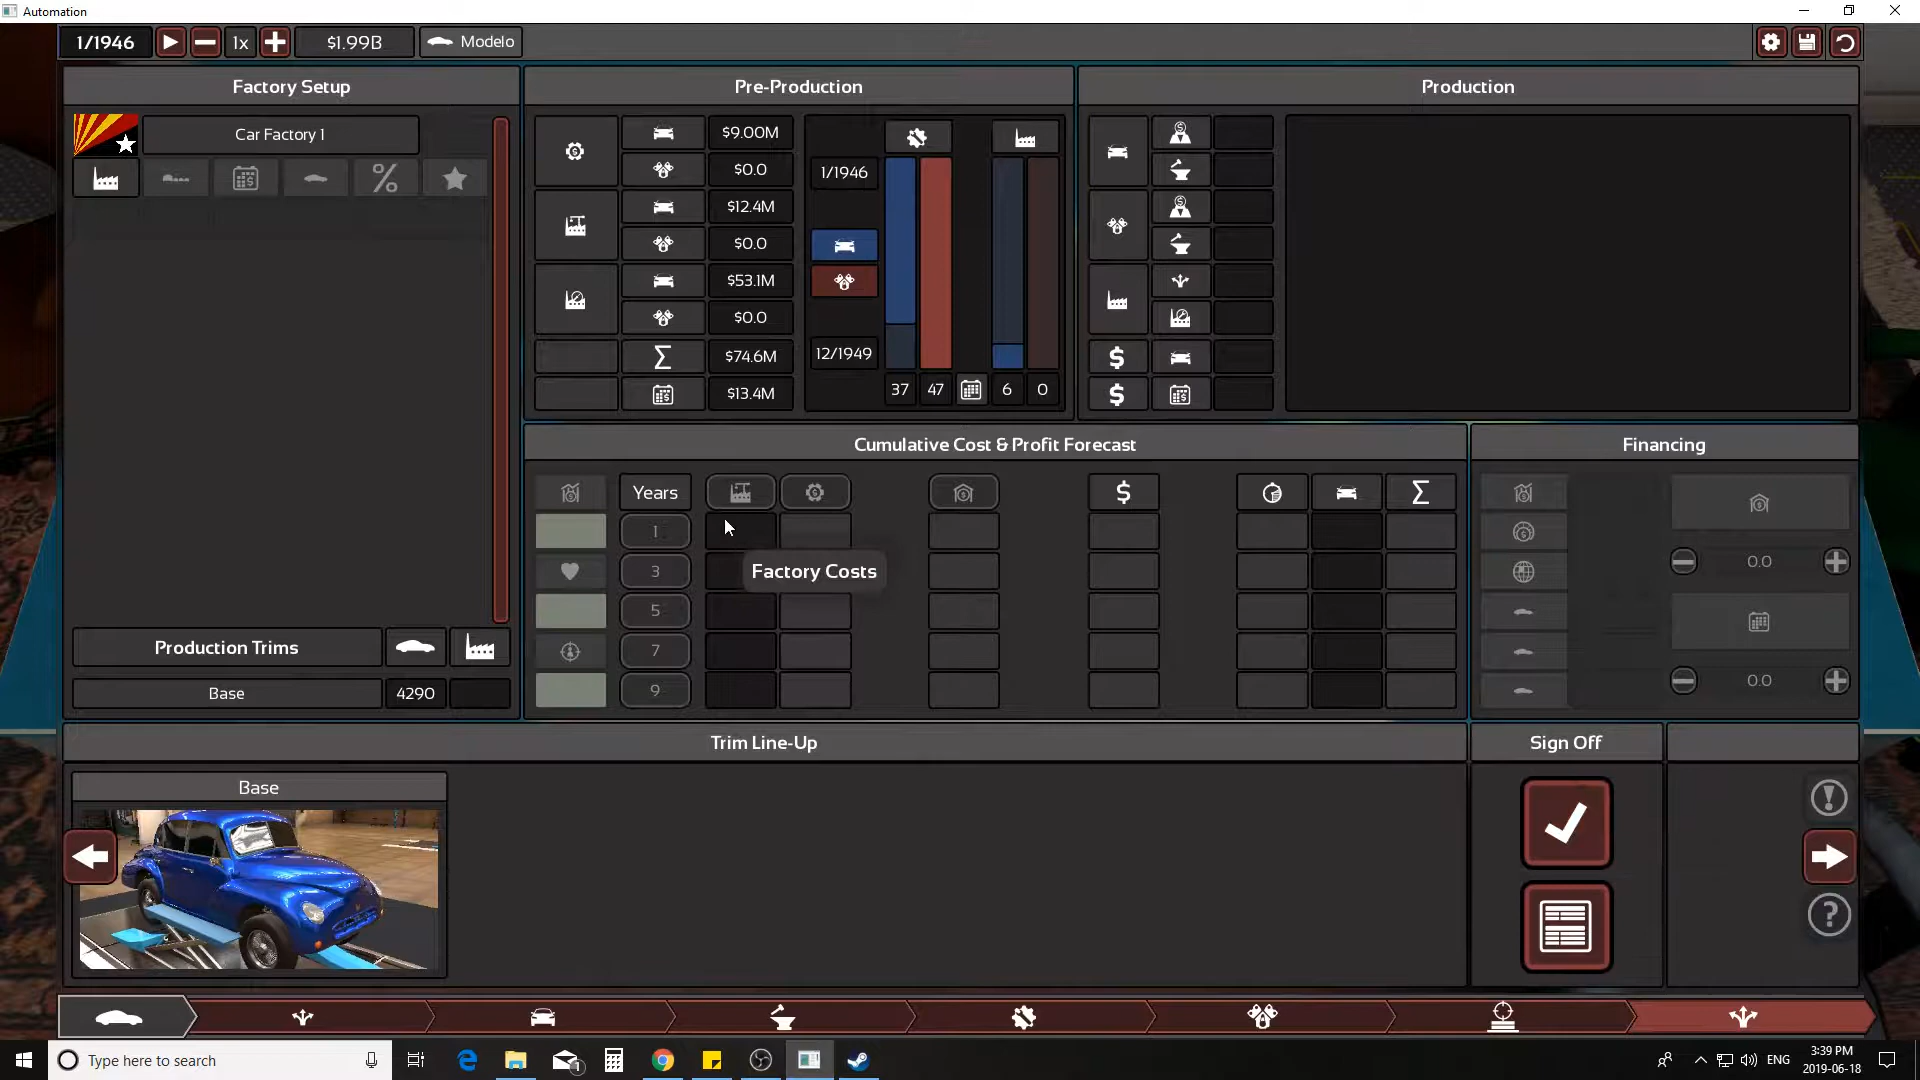 Automation
1/1946
1x
$1.99B
Modelo
Factory Setup
Car Factory 1
%
Production Trims
Base
4290
Pre-Production
$9.00M
$0.0
$12.4M
$0.0
$53.1M
$0.0
Σ
$74.6M
$13.4M
1/1946
12/1949
37
47
6
0
Production
$
$
Cumulative Cost & Profit Forecast
Years
$
Σ
1
3
5
7
9
Factory Costs
Financing
0.0
0.0
Trim Line-Up
Base
Sign Off
!
?
Type here to search
1
ENG
3:39 PM
2019-06-18